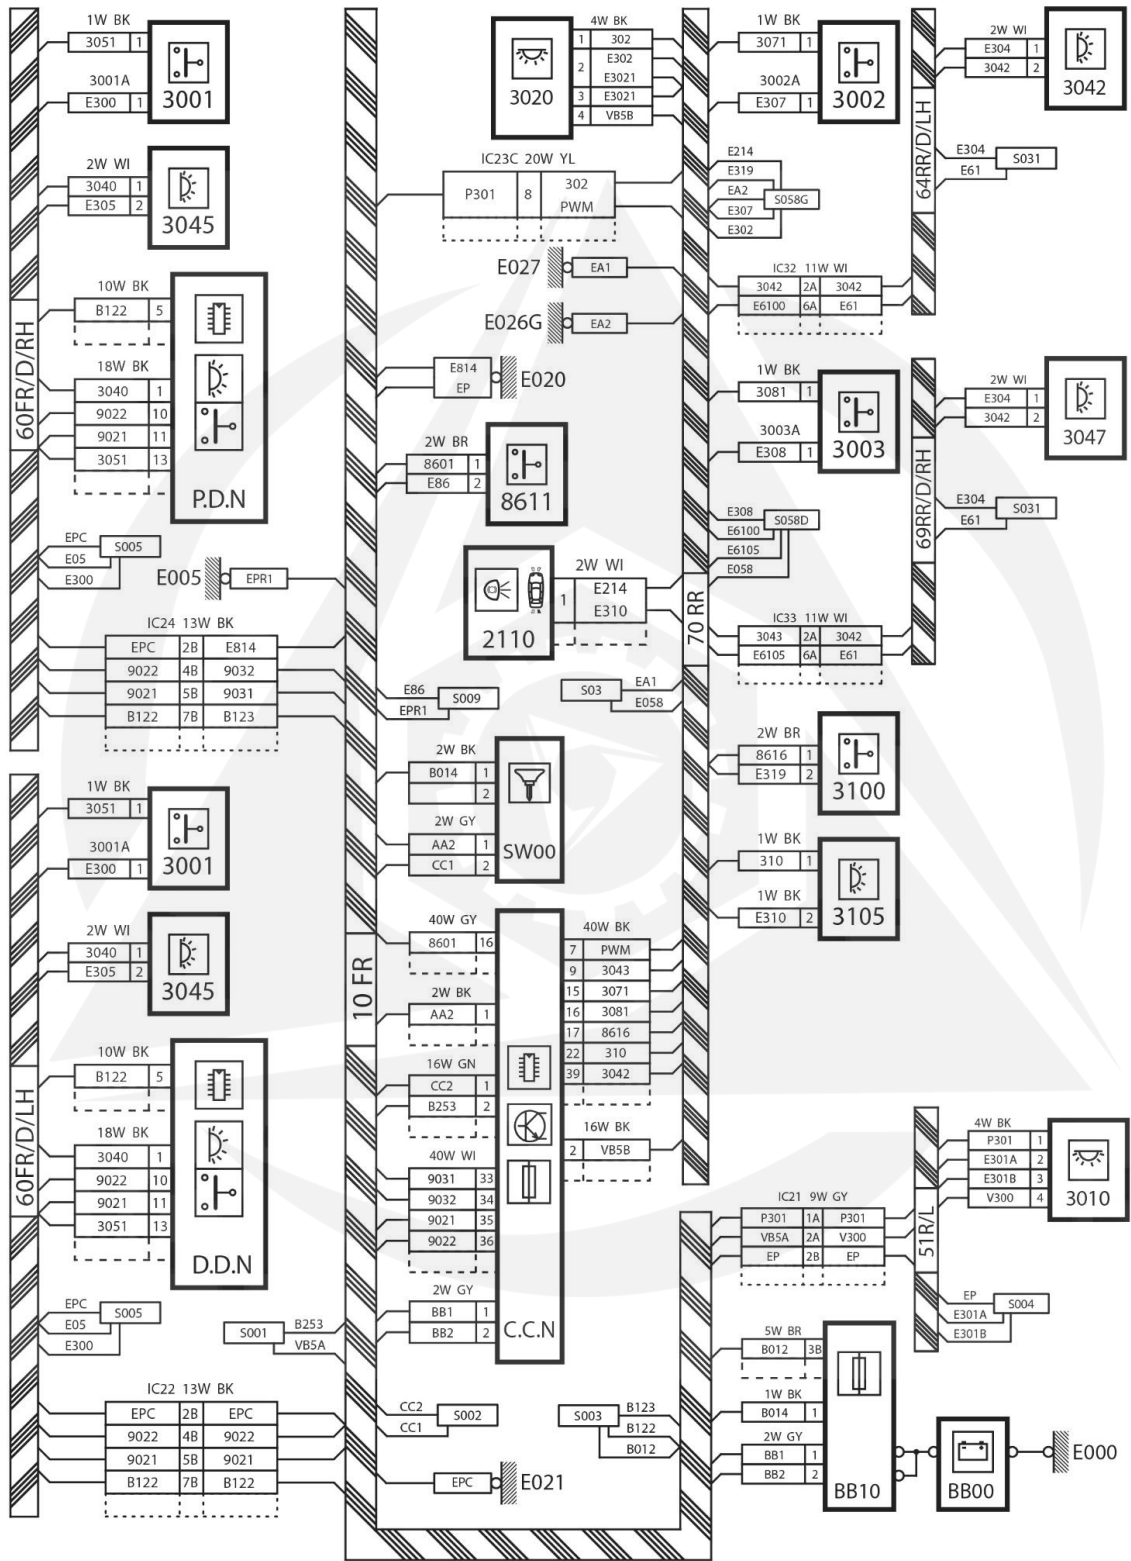 1W BK
3051 1
3001A
E300 1
3001
2W WI
3040 1
E305 2
3045
10W BK
B122 5
18W BK
3040 1
9022 10
9021 11
3051 13
P.D.N
60FR/D/RH
EPC
E05
E300
S005
E005
EPR1
IC24 13W BK
EPC 2B E814
9022 4B 9032
9021 5B 9031
B122 7B B123
1W BK
3051 1
3001A
E300 1
3001
2W WI
3040 1
E305 2
3045
10W BK
B122 5
18W BK
3040 1
9022 10
9021 11
3051 13
D.D.N
60FR/D/LH
EPC
E05
E300
S005
S001
B253
VB5A
IC22 13W BK
EPC 2B EPC
9022 4B 9022
9021 5B 9021
B122 7B B122
10 FR
4W BK
1 302
2 E302
E3021
3 E3021
4 VB5B
3020
IC23C 20W YL
P301 8 302
PWM
E027
EA1
E026G
EA2
E814
EP
E020
2W BR
8601 1
E86 2
8611
2W WI
1 E214
E310
2110
E86
EPR1
S009
S03
EA1
E058
2W BK
B014 1
2
2W GY
AA2 1
CC1 2
SW00
40W GY
8601 16
2W BK
AA2 1
16W GN
CC2 1
B253 2
40W WI
9031 33
9032 34
9021 35
9022 36
2W GY
BB1 1
BB2 2
C.C.N
40W BK
7 PWM
9 3043
15 3071
16 3081
17 8616
22 310
39 3042
16W BK
2 VB5B
CC2
CC1
S002
S003
B123
B122
B012
EPC
E021
70 RR
1W BK
3071 1
3002A
E307 1
3002
E214
E319
EA2
E307
E302
S058G
IC32 11W WI
3042 2A 3042
E6100 6A E61
64RR/D/LH
2W WI
E304 1
3042 2
3042
E304
E61
S031
1W BK
3081 1
3003A
E308 1
3003
E308
E6100
E6105
E058
S058D
IC33 11W WI
3043 2A 3042
E6105 6A E61
69RR/D/RH
2W WI
E304 1
3042 2
3047
E304
E61
S031
2W BR
8616 1
E319 2
3100
1W BK
310 1
1W BK
E310 2
3105
IC21 9W GY
P301 1A P301
VB5A 2A V300
EP 2B EP
51R/L
4W BK
P301 1
E301A 2
E301B 3
V300 4
3010
EP
E301A
E301B
S004
5W BR
B012 3B
1W BK
B014 1
2W GY
BB1 1
BB2 2
BB10
BB00
E000